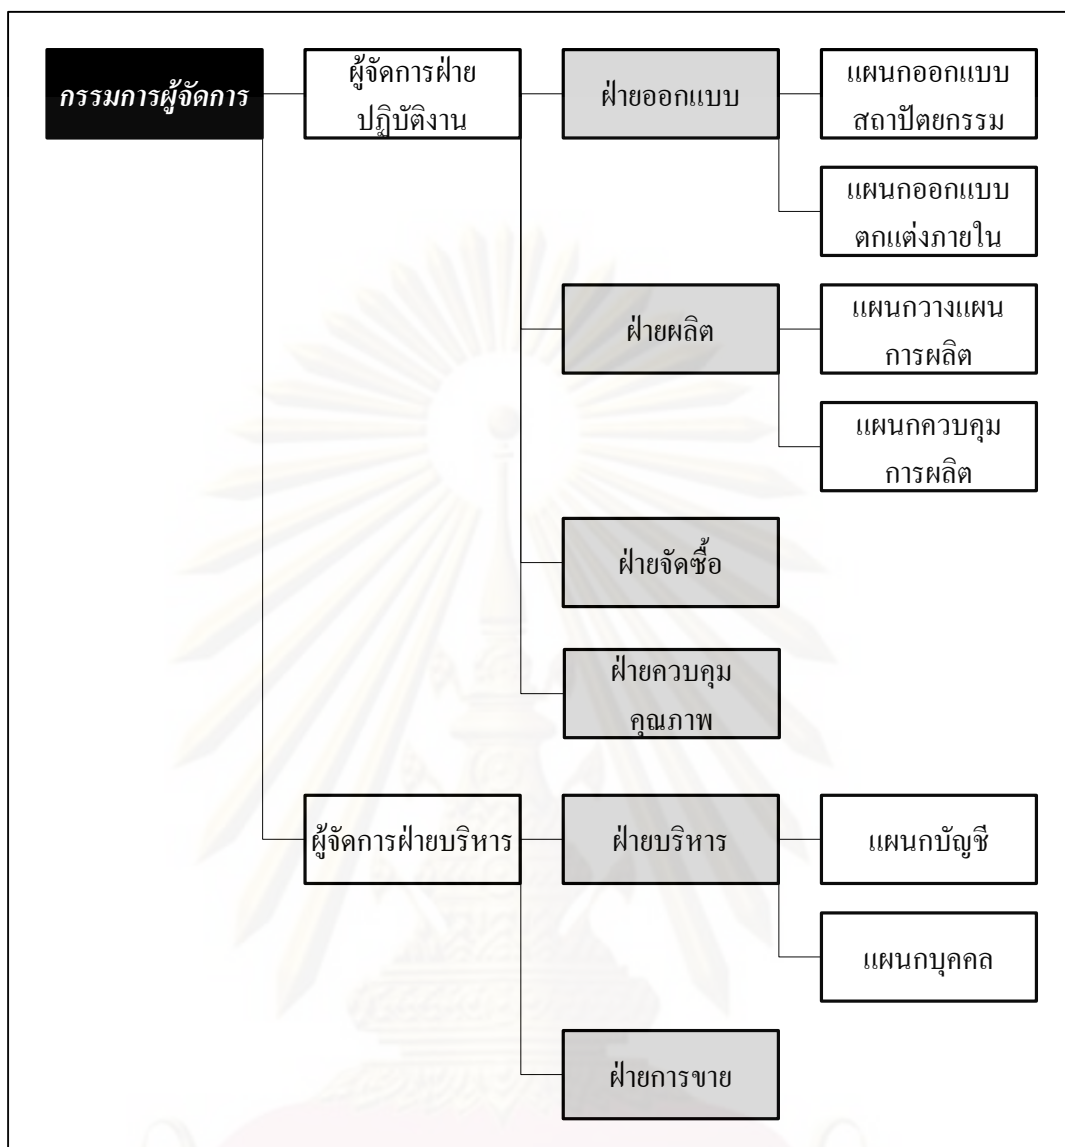 กรรมการผู้จัดการ
ผู้จัดการฝ่าย
ปฏิบัติงาน
ฝ่ายออกแบบ
แผนกออกแบบ
สถาปัตยกรรม
แผนกออกแบบ
ตกแต่งภายใน
ฝ่ายผลิต
แผนกวางแผน
การผลิต
แผนกควบคุม
การผลิต
ฝ่ายจัดซื้อ
ฝ่ายควบคุม
คุณภาพ
ผู้จัดการฝ่ายบริหาร
ฝ่ายบริหาร
แผนกบัญชี
แผนกบุคคล
ฝ่ายการขาย